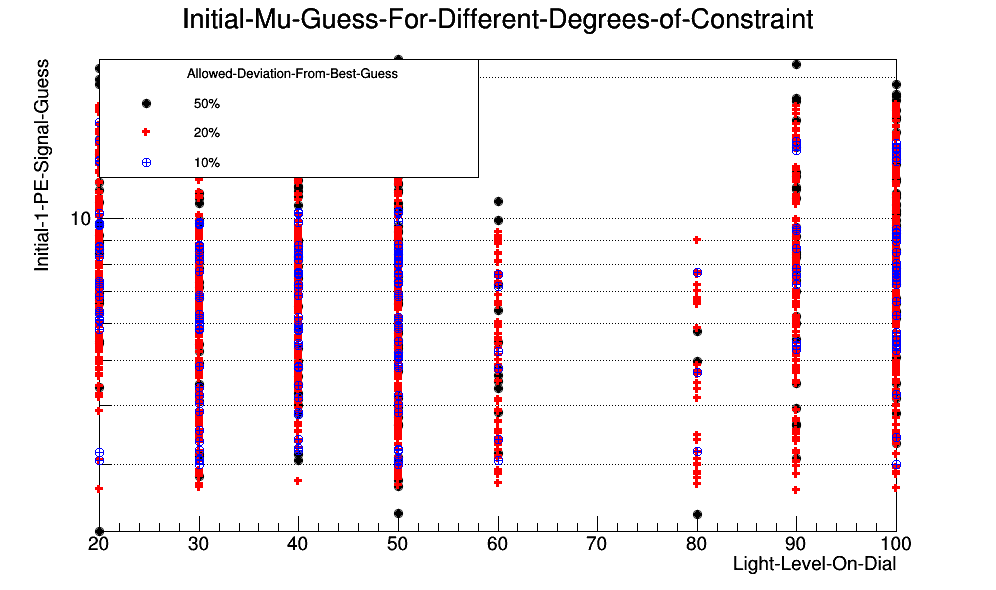 Initial-Mu-Guess-For-Different-Degrees-of-Constraint
Initial-1-PE-Signal-Guess
Allowed-Deviation-From-Best-Guess
50%
20%
10%
10
20 30 40 50 60 70 80 90 100
Light-Level-On-Dial